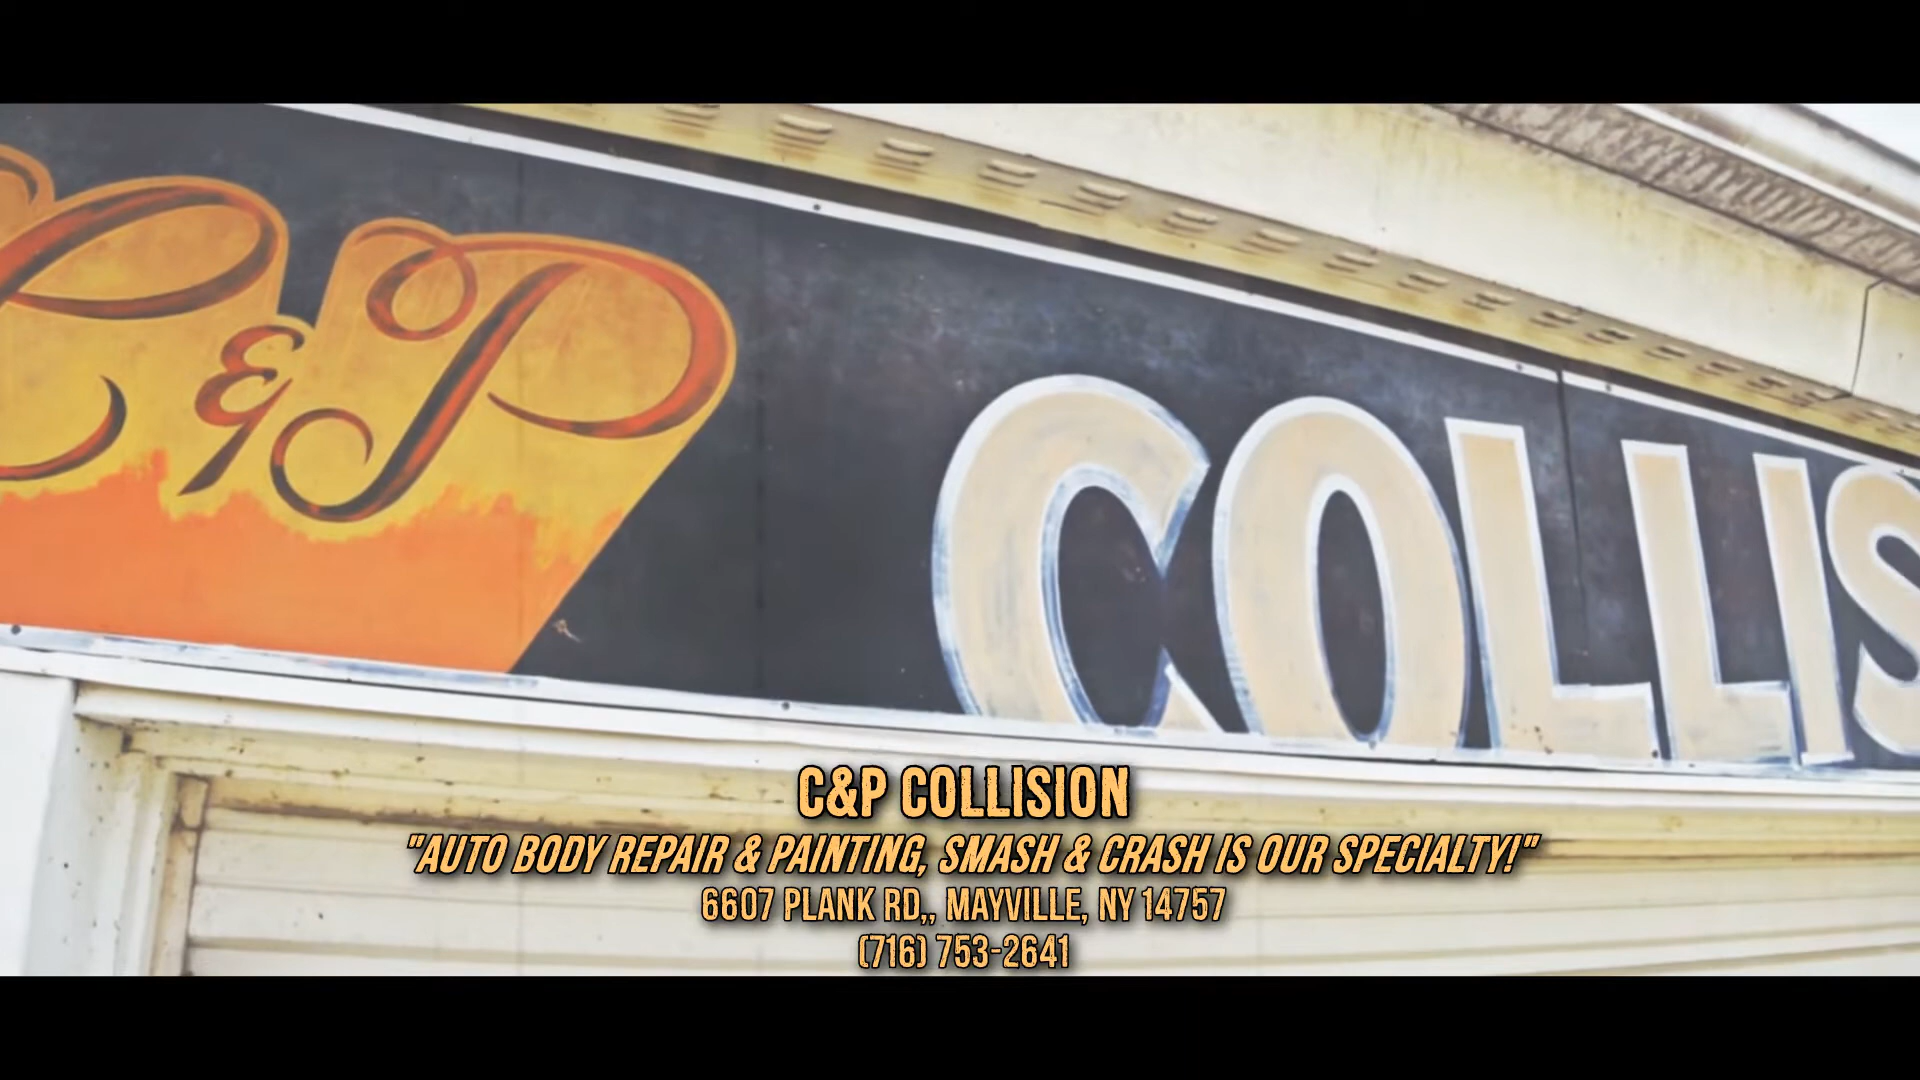 C&P COLLIS
C&P COLLISION
"AUTO BODY REPAIR & PAINTING, SMASH & CRASH IS OUR SPECIALTY!"
6607 PLANK RD,, MAYVILLE, NY 14757
(716) 753-2641